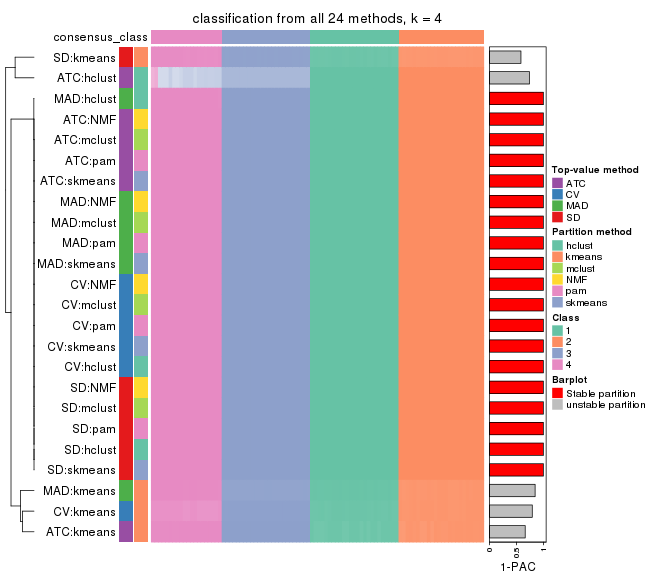 classification from all 24 methods, k = 4
consensus_class
SD:kmeans
ATC:hclust
MAD:hclust
ATC:NMF
ATC:mclust
ATC:pam
ATC:skmeans
MAD:NMF
MAD:mclust
MAD:pam
MAD:skmeans
CV:NMF
CV:mclust
CV:pam
CV:skmeans
CV:hclust
SD:NMF
SD:mclust
SD:pam
SD:hclust
SD:skmeans
MAD:kmeans
CV:kmeans
ATC:kmeans
0 0.5 1
1-PAC
Top-value method
ATC
CV
MAD
SD
Partition method
hclust
kmeans
mclust
NMF
pam
skmeans
Class
1
2
3
4
Barplot
Stable partition
unstable partition